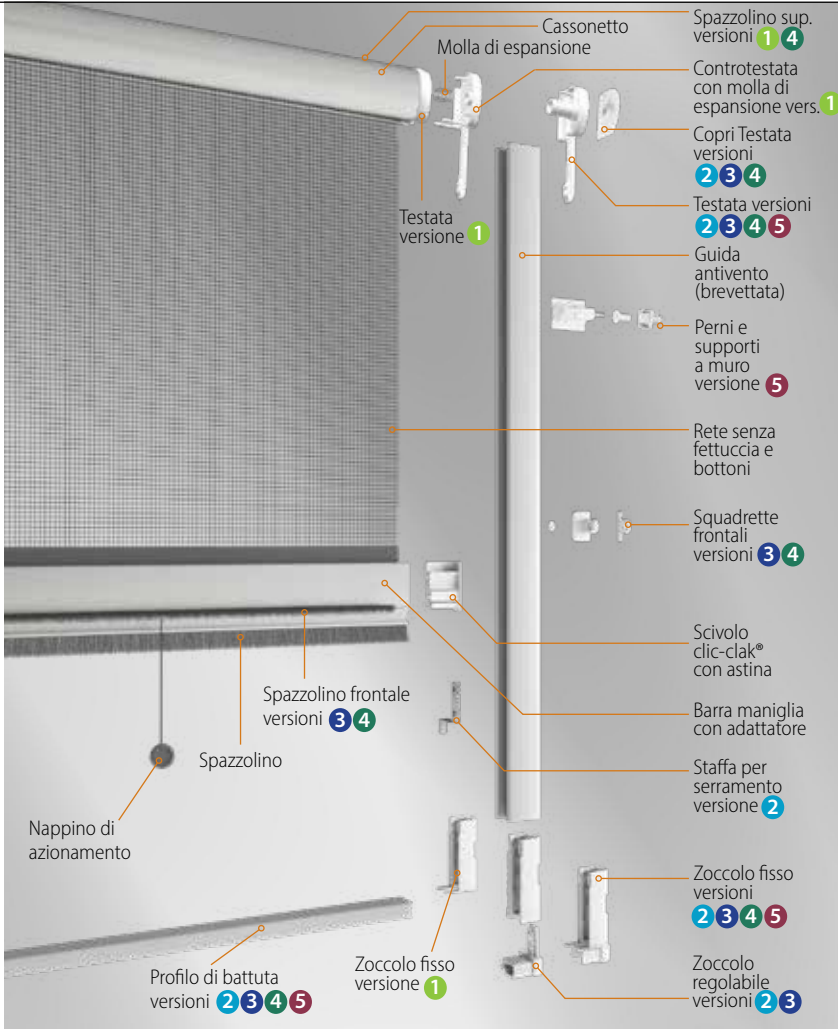 Cassonetto
Molla di espansione
Spazzolino sup.
versioni 1 4
Controtestata
con molla di
espansione vers. 1
Copri Testata
versioni
2 3 4
Testata versioni
2 3 4 5
Testata
versione 1
Guida
antivento
(brevettata)
Perni e
supporti
a muro
versione 5
Rete senza
fettuccia e
bottoni
Squadrette
frontali
versioni 3 4
Scivolo
clic-clak®
con astina
Barra maniglia
con adattatore
Staffa per
serramento
versione 2
Spazzolino frontale
versioni 3 4
Spazzolino
Nappino di
azionamento
Zoccolo fisso
versioni
2 3 4 5
Zoccolo
regolabile
versioni 2 3
Zoccolo fisso
versione 1
Profilo di battuta
versioni 2 3 4 5